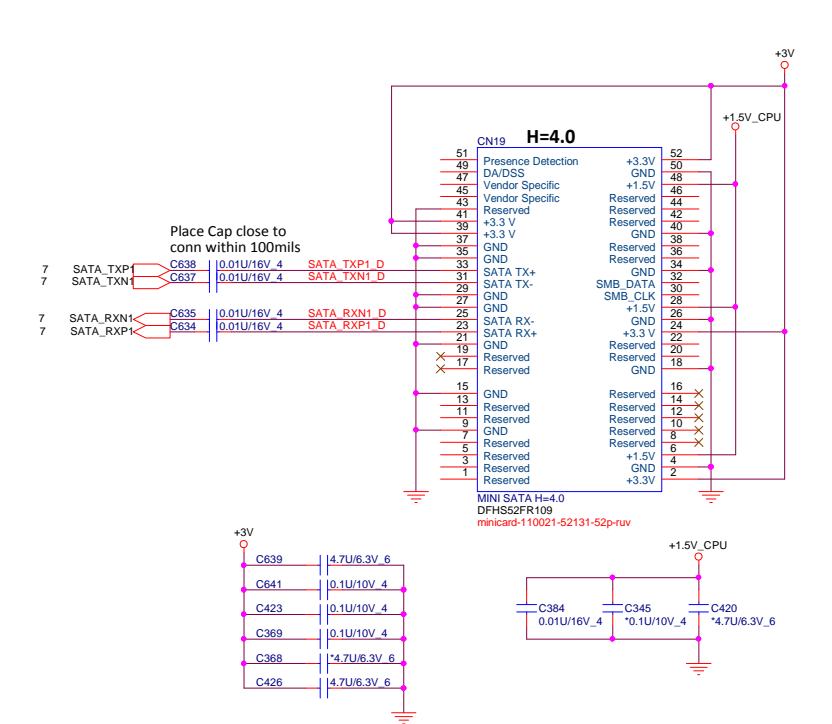 +3V
+1.5V_CPU
CN19 H=4.0
51 Presence Detection +3.3V 52
49 DA/DSS GND 50
47 Vendor Specific +1.5V 48
45 Vendor Specific Reserved 46
43 Reserved Reserved 44
41 +3.3 V Reserved 42
39 +3.3 V GND 40
37 GND Reserved 38
35 GND Reserved 36
33 SATA TX+ GND 34
31 SATA TX- SMB_DATA 32
29 GND SMB_CLK 30
27 GND +1.5V 28
25 SATA RX- GND 26
23 SATA RX+ +3.3 V 24
21 GND Reserved 22
19 Reserved Reserved 20
17 Reserved GND 18
15 GND Reserved 16
13 Reserved Reserved 14
11 Reserved Reserved 12
9 GND Reserved 10
7 Reserved Reserved 8
5 Reserved +1.5V 6
3 Reserved GND 4
1 Reserved +3.3V 2
MINI SATA H=4.0
DFHS52FR109
minicard-110021-52131-52p-ruv
Place Cap close to
conn within 100mils
7 SATA_TXP1 C638 0.01U/16V_4 SATA_TXP1_D
7 SATA_TXN1 C637 0.01U/16V_4 SATA_TXN1_D
7 SATA_RXN1 C635 0.01U/16V_4 SATA_RXN1_D
7 SATA_RXP1 C634 0.01U/16V_4 SATA_RXP1_D
+3V
C639 4.7U/6.3V_6
C641 0.1U/10V_4
C423 0.1U/10V_4
C369 0.1U/10V_4
C368 *4.7U/6.3V_6
C426 4.7U/6.3V_6
+1.5V_CPU
C384 C345 C420
0.01U/16V_4 *0.1U/10V_4 *4.7U/6.3V_6